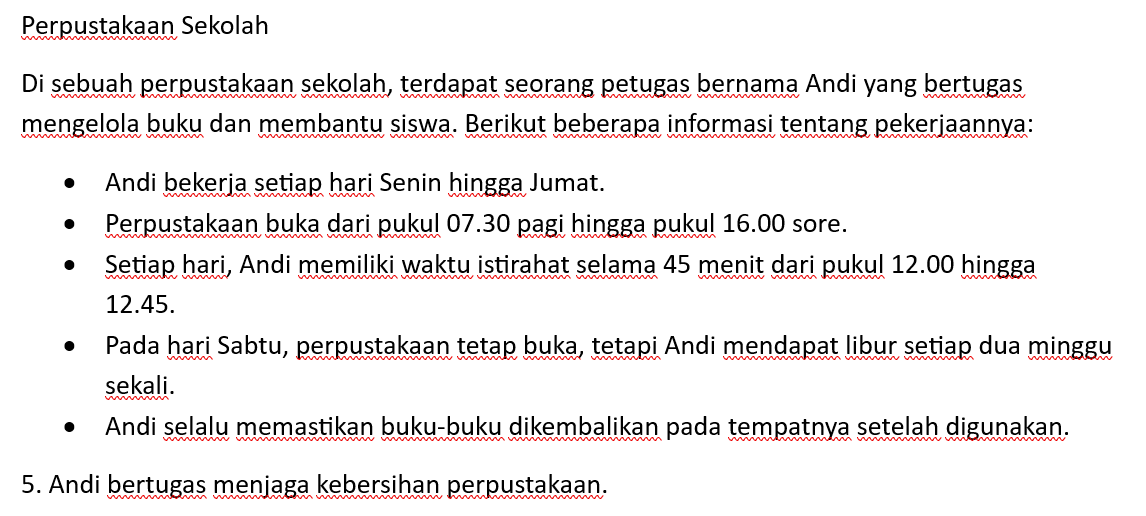 Perpustakaan Sekolah
Di sebuah perpustakaan sekolah, terdapat seorang petugas bernama Andi yang bertugas
mengelola buku dan membantu siswa. Berikut beberapa informasi tentang pekerjaannya:
• Andi bekerja setiap hari Senin hingga Jumat.
• Perpustakaan buka dari pukul 07.30 pagi hingga pukul 16.00 sore.
• Setiap hari, Andi memiliki waktu istirahat selama 45 menit dari pukul 12.00 hingga
12.45.
• Pada hari Sabtu, perpustakaan tetap buka, tetapi Andi mendapat libur setiap dua minggu
sekali.
• Andi selalu memastikan buku-buku dikembalikan pada tempatnya setelah digunakan.
5. Andi bertugas menjaga kebersihan perpustakaan.